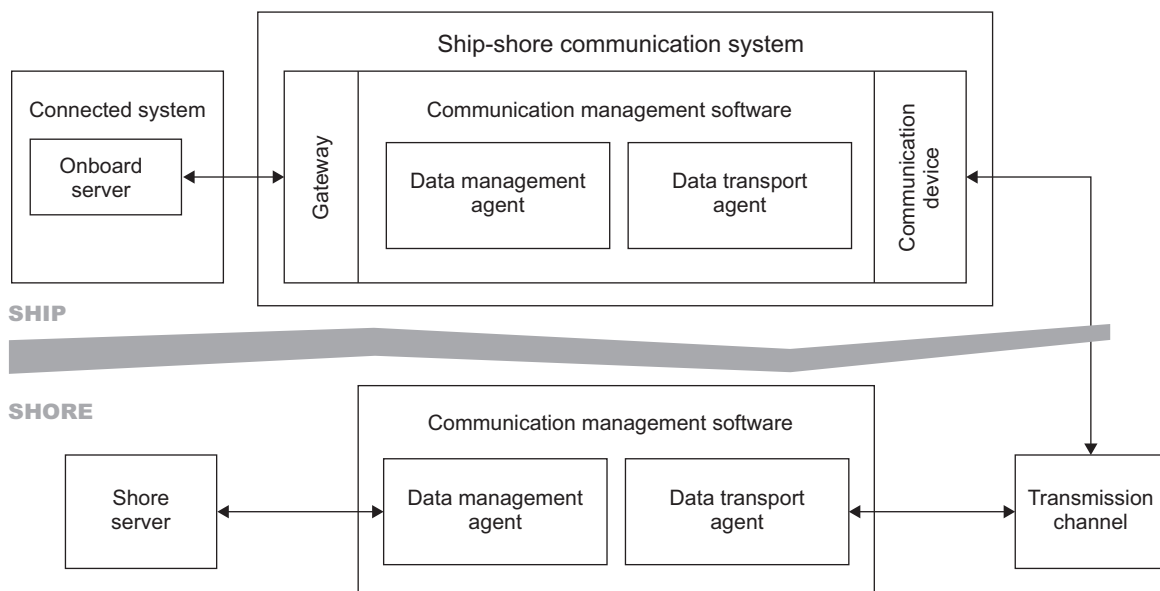 Ship-shore communication system
Connected system
Onboard
server
Gateway
Communication management software
Data management
agent
Data transport
agent
Communication
device
SHIP
SHORE
Communication management software
Shore
server
Data management
agent
Data transport
agent
Transmission
channel